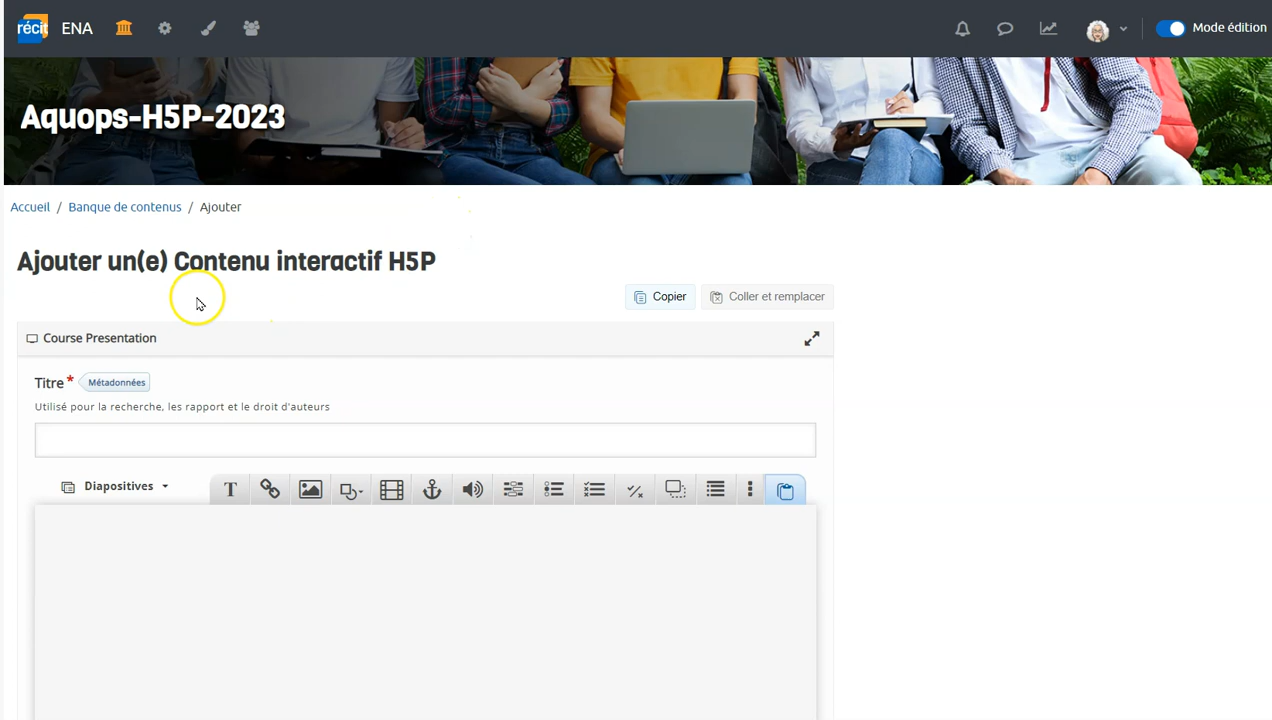 récit ENA Mode édition
Aquops-H5P-2023
Accueil / Banque de contenus / Ajouter
Ajouter un(e) Contenu interactif H5P
Copier Coller et remplacer
Course Presentation
Titre* Métadonnées
Utilisé pour la recherche, les rapport et le droit d'auteurs
Diapositives T